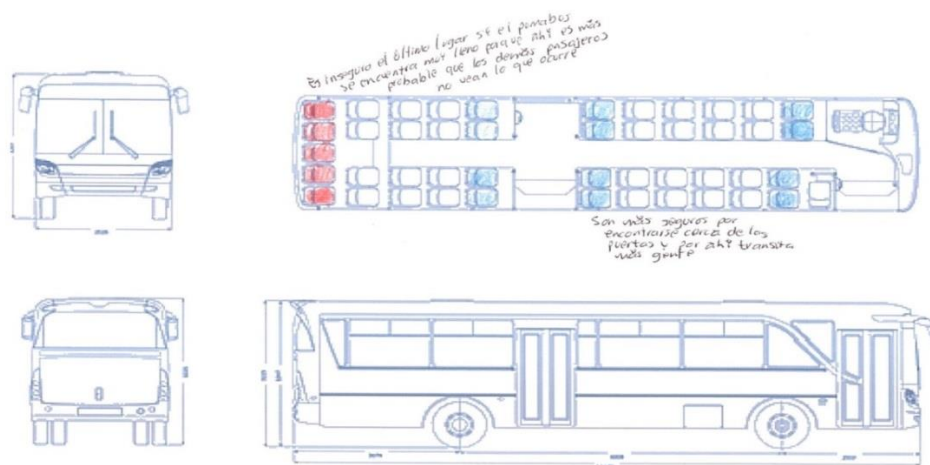 Es inseguro el último lugar si el pumabus
se encuentra muy lleno porque ahí es más
probable que los demás pasajeros
no vean lo que ocurre
Son más seguros por
encontrarse cerca de las
puertas y por ahí transita
más gente